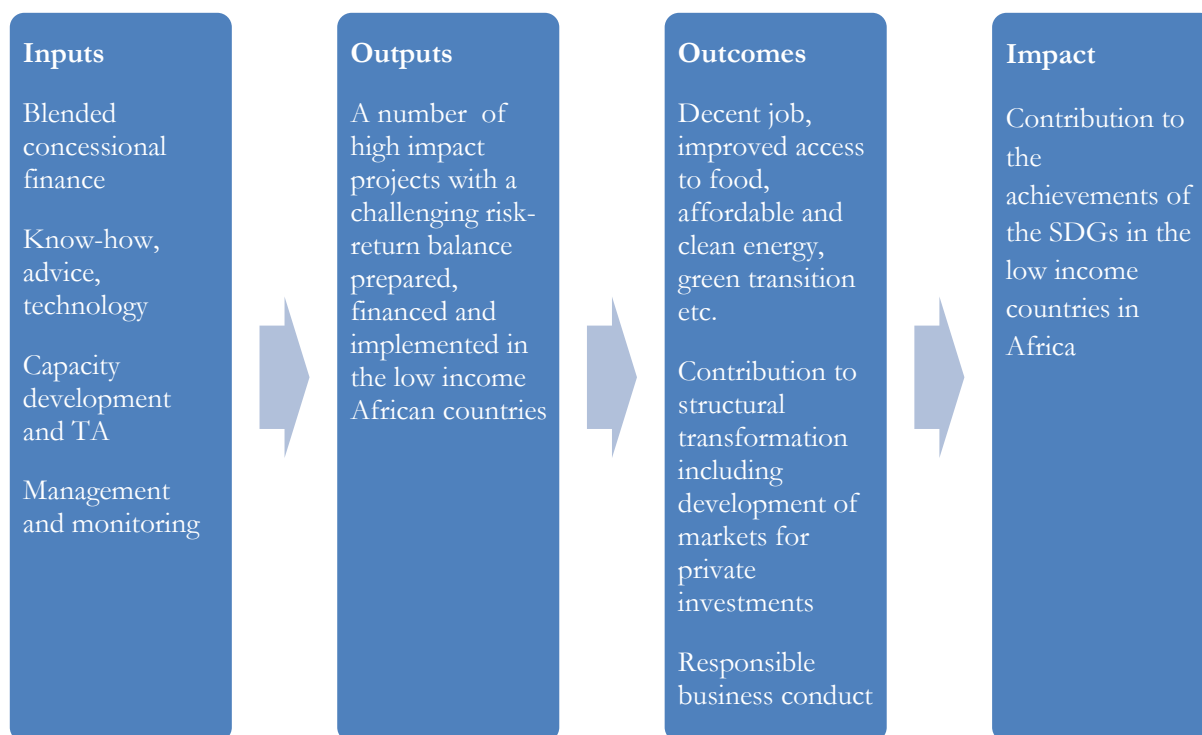 Inputs
Blended
concessional
finance
Know-how,
advice,
technology
Capacity
development
and TA
Management
and monitoring
Outputs
A number of
high impact
projects with a
challenging risk-
return balance
prepared,
financed and
implemented in
the low income
African countries
Outcomes
Decent job,
improved access
to food,
affordable and
clean energy,
green transition
etc.
Contribution to
structural
transformation
including
development of
markets for
private
investments
Responsible
business conduct
Impact
Contribution to
the
achievements of
the SDGs in the
low income
countries in
Africa